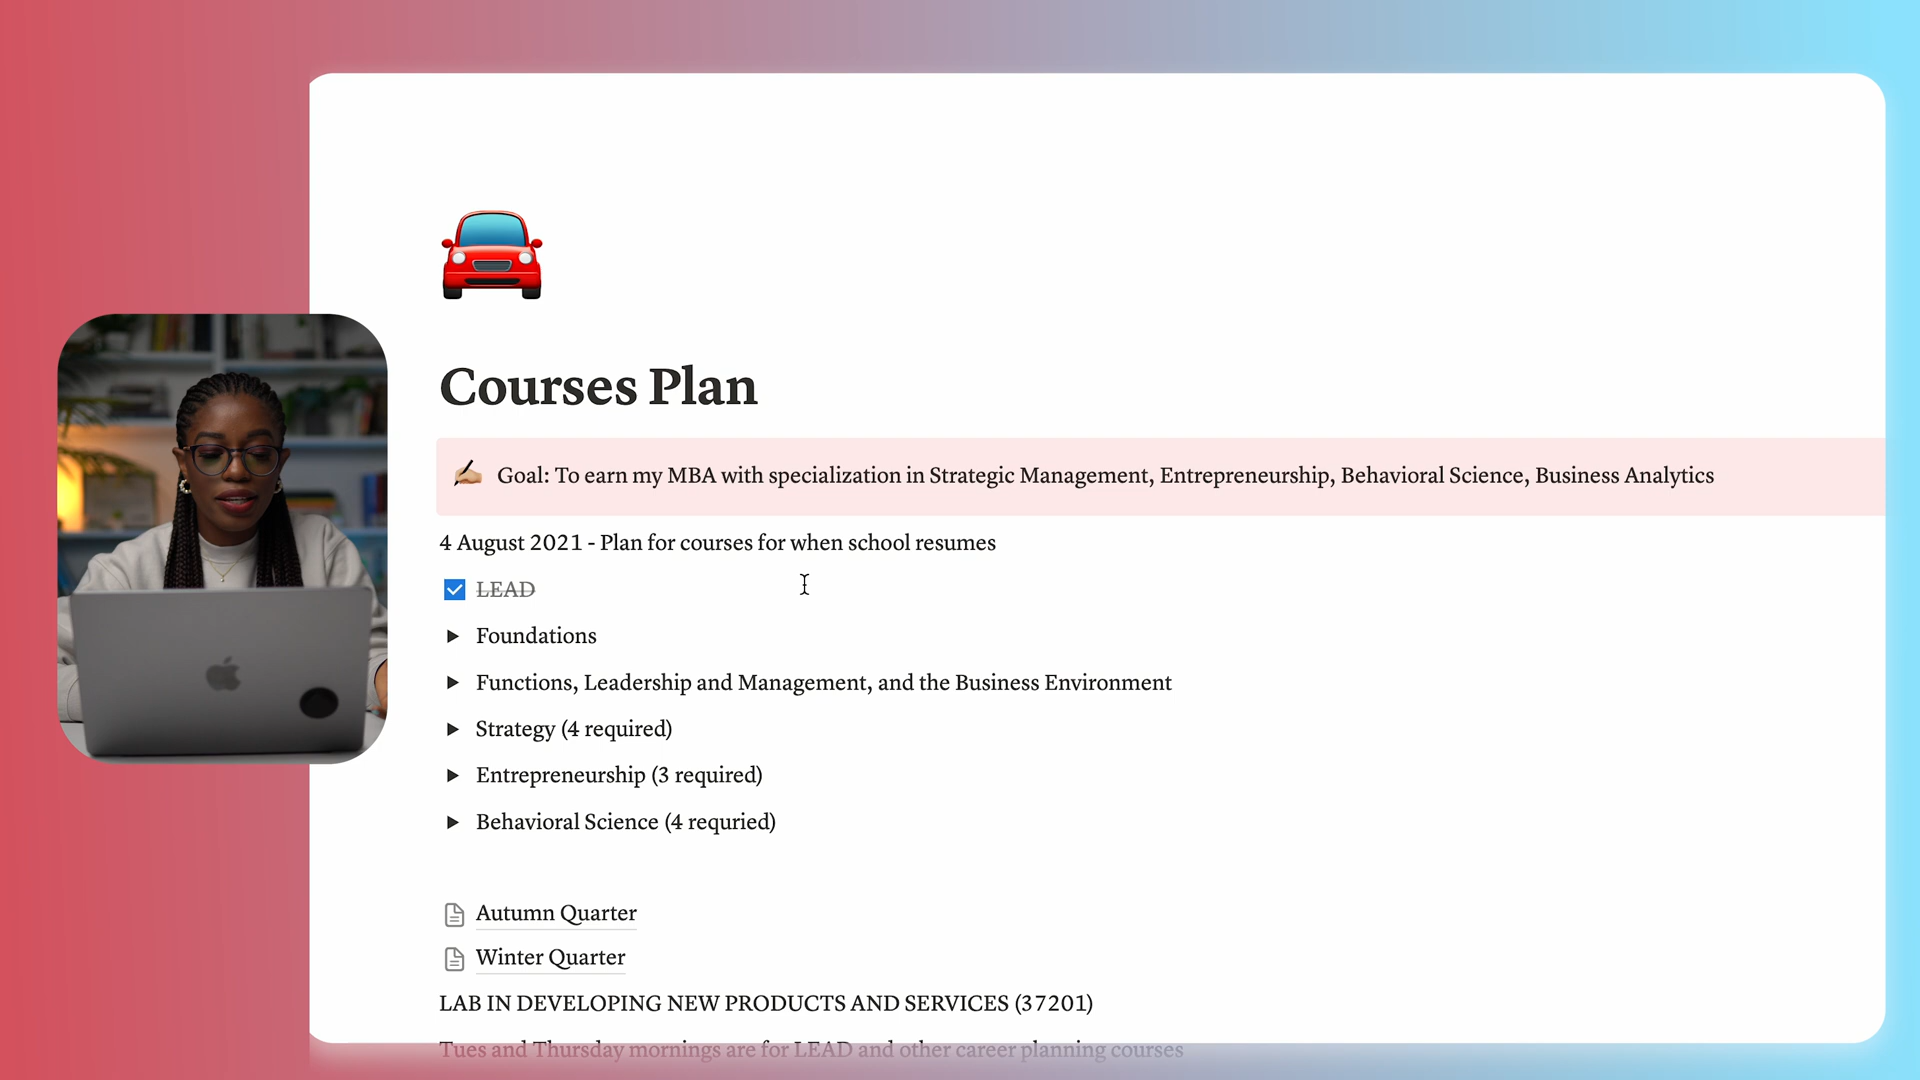 Courses Plan
Goal: To earn my MBA with specialization in Strategic Management, Entrepreneurship, Behavioral Science, Business Analytics
4 August 2021 - Plan for courses for when school resumes
LEAD
Foundations
Functions, Leadership and Management, and the Business Environment
Strategy (4 required)
Entrepreneurship (3 required)
Behavioral Science (4 requried)
Autumn Quarter
Winter Quarter
LAB IN DEVELOPING NEW PRODUCTS AND SERVICES (37201)
Tues and Thursday mornings are for LEAD and other career planning courses